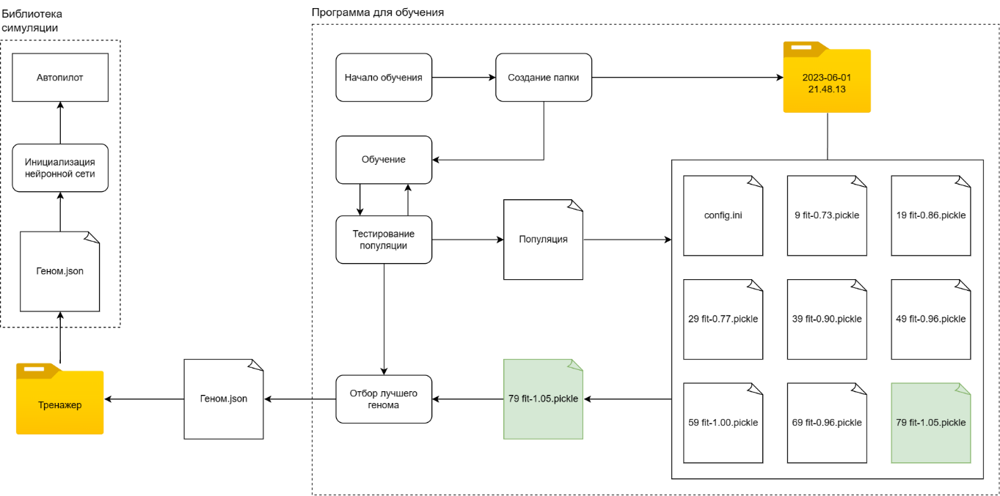 Библиотека
симуляции
Автопилот
Инициализация
нейронной сети
Геном.json
Тренажер
Геном.json
Программа для обучения
Начало обучения
Создание папки
2023-06-01
21.48.13
Обучение
Тестирование
популяции
Популяция
config.ini
9 fit-0.73.pickle
19 fit-0.86.pickle
29 fit-0.77.pickle
39 fit-0.90.pickle
49 fit-0.96.pickle
59 fit-1.00.pickle
69 fit-0.96.pickle
79 fit-1.05.pickle
79 fit-1.05.pickle
Отбор лучшего
генома